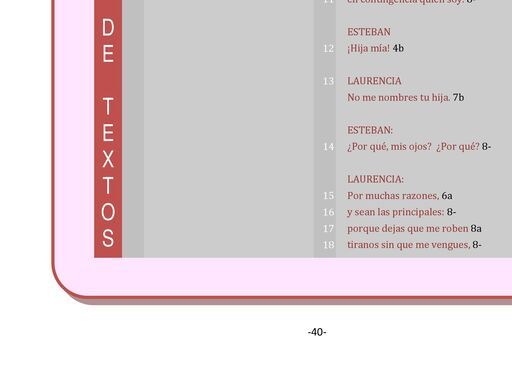 D
E
T
E
X
T
O
S
11 en contingencia quien soy. 8-
ESTEBAN
12 ¡Hija mía! 4b
13 LAURENCIA
No me nombres tu hija. 7b
ESTEBAN:
14 ¿Por qué, mis ojos? ¿Por qué? 8-
LAURENCIA:
15 Por muchas razones, 6a
16 y sean las principales: 8-
17 porque dejas que me roben 8a
18 tiranos sin que me vengues, 8-
-40-